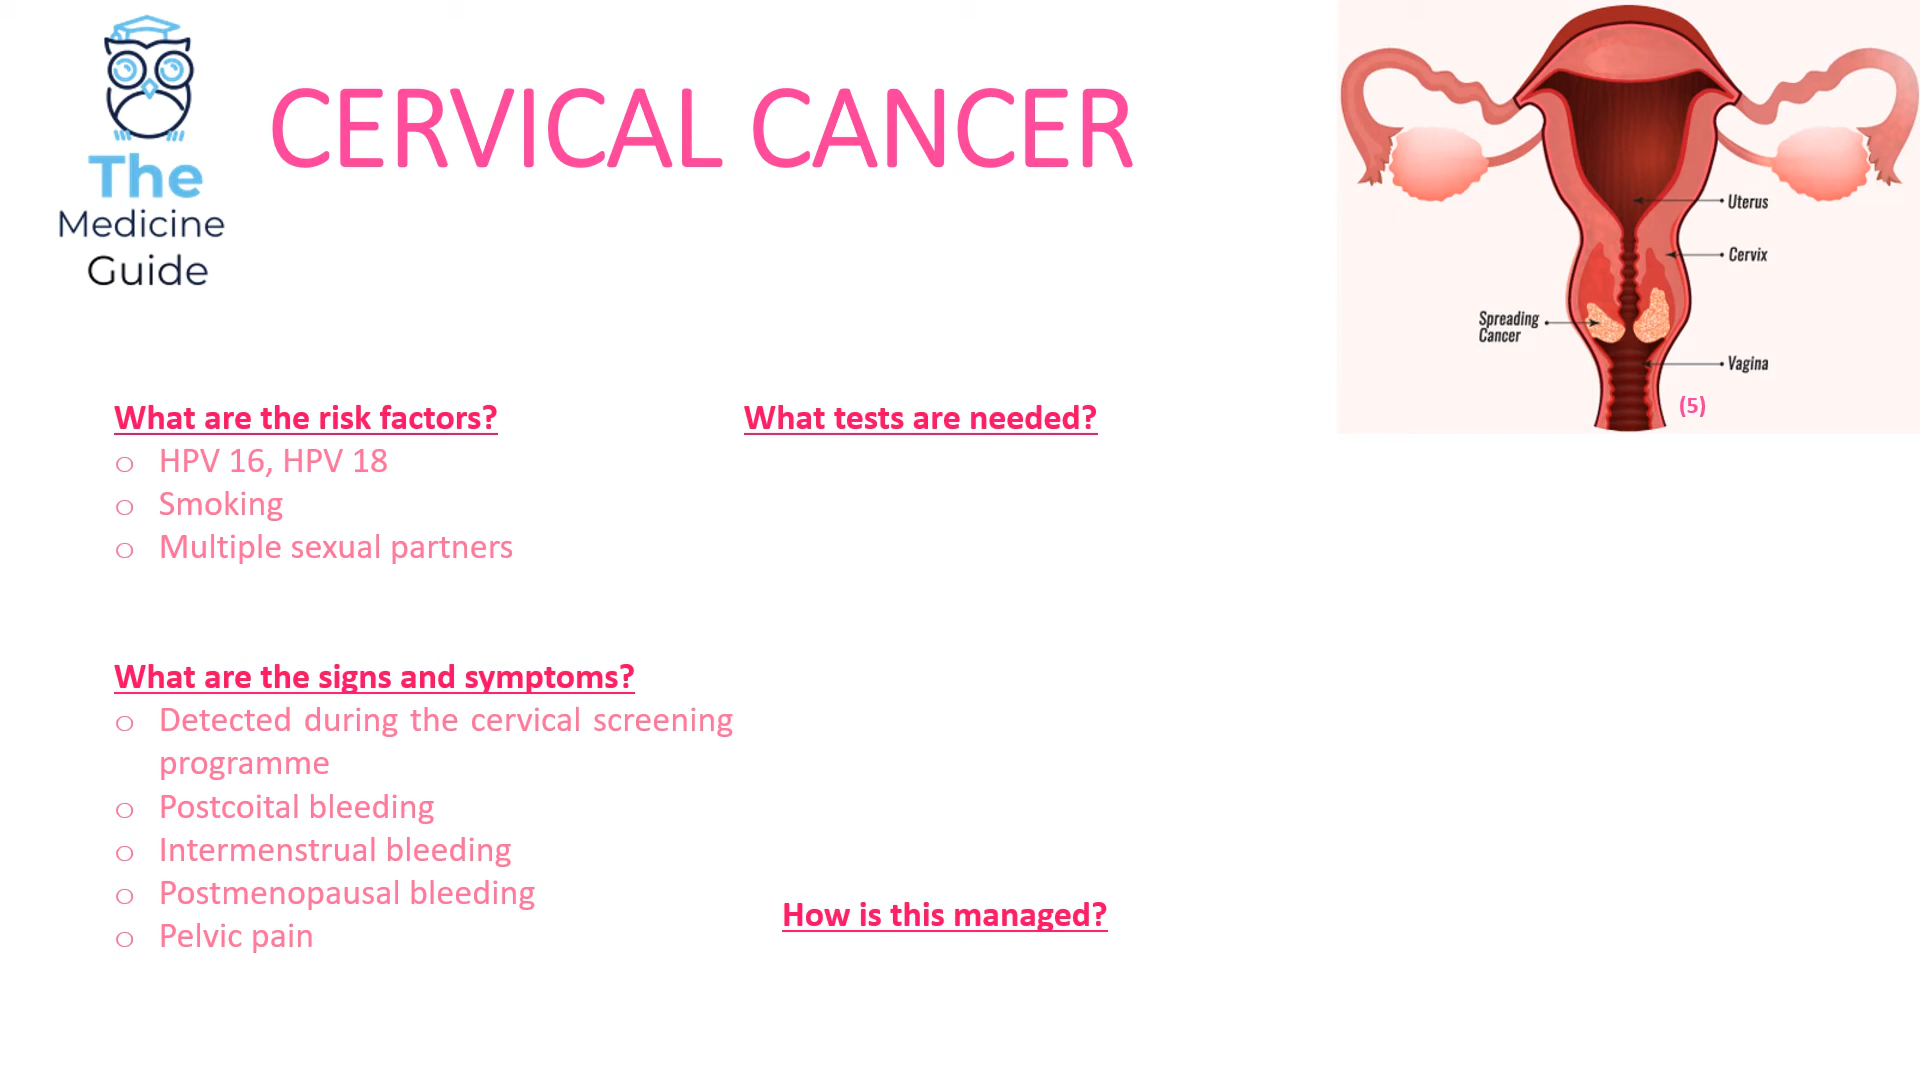 The
Medicine
Guide
CERVICAL CANCER
Uterus
Cervix
Spreading
Cancer
Vagina
(5)
What are the risk factors?
o HPV 16, HPV 18
o Smoking
o Multiple sexual partners
What are the signs and symptoms?
o Detected during the cervical screening
programme
o Postcoital bleeding
o Intermenstrual bleeding
o Postmenopausal bleeding
o Pelvic pain
What tests are needed?
How is this managed?